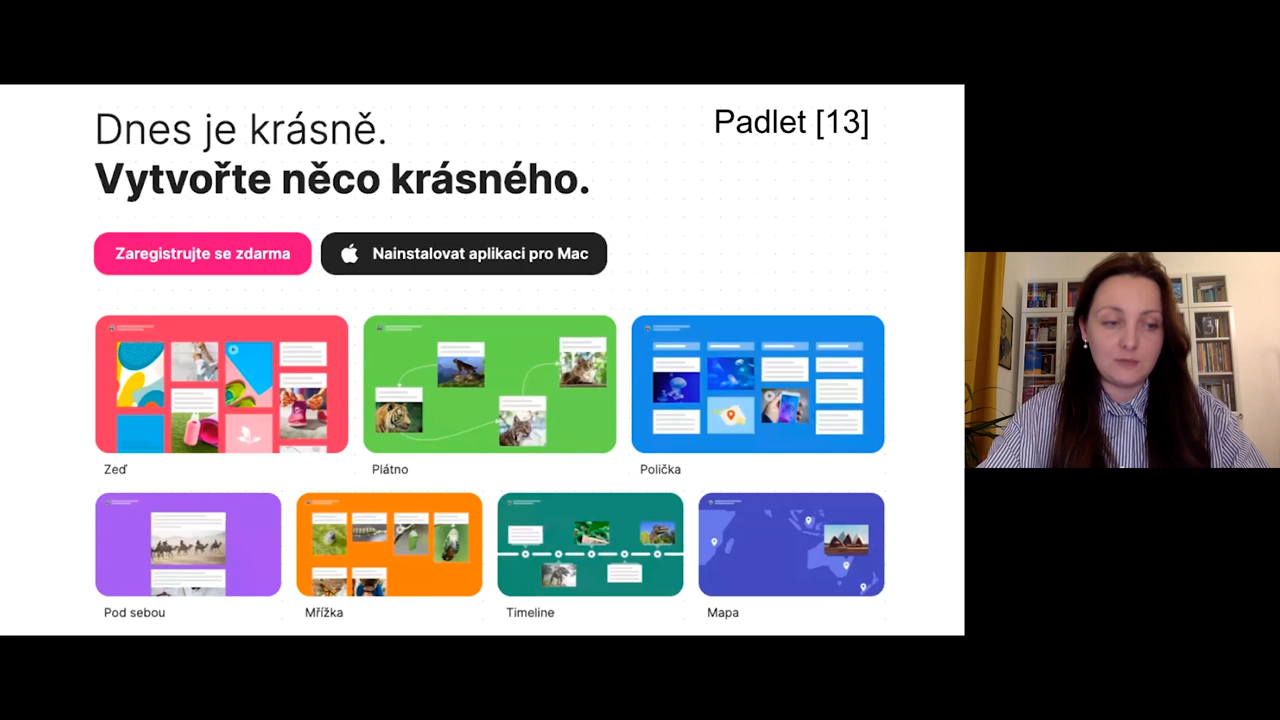 Dnes je krásně.
Padlet [13]
Vytvořte něco krásného.
Zaregistrujte se zdarma
Nainstalovat aplikaci pro Mac
Zeď
Plátno
Polička
Pod sebou
Mřížka
Timeline
Mapa